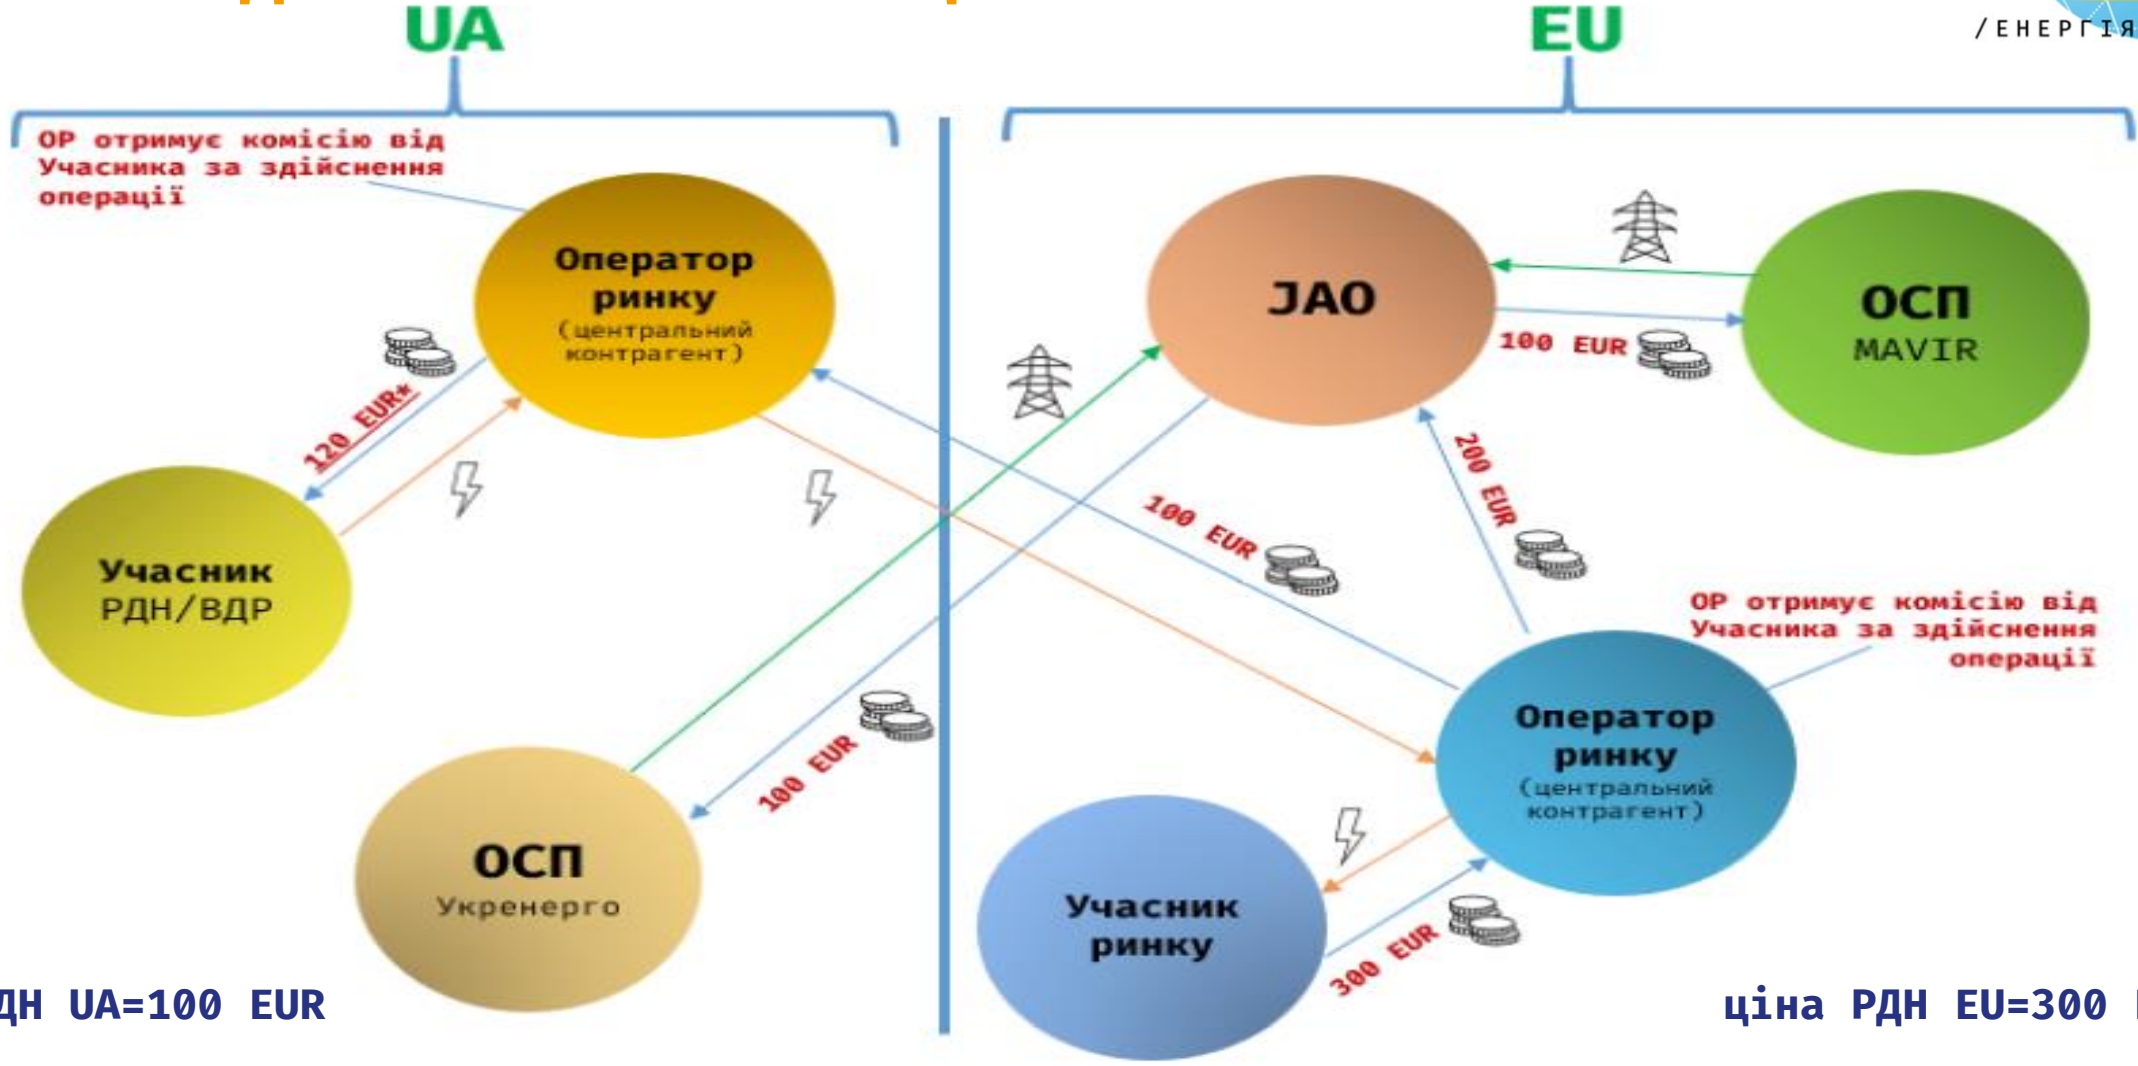 UA
EU
/ЕНЕРГІЯ
ОР отримує комісію від
Учасника за здійснення
операції
Оператор
ринку
(центральний
контрагент)
JAO
ОСП
MAVIR
100 EUR
120 EUR*
200 EUR
100 EUR
Учасник
РДН/ВДР
ОР отримує комісію від
Учасника за здійснення
операції
Оператор
ринку
(центральний
контрагент)
100 EUR
ОСП
Укренерго
Учасник
ринку
300 EUR
UA=100 EUR
ціна РДН EU=300